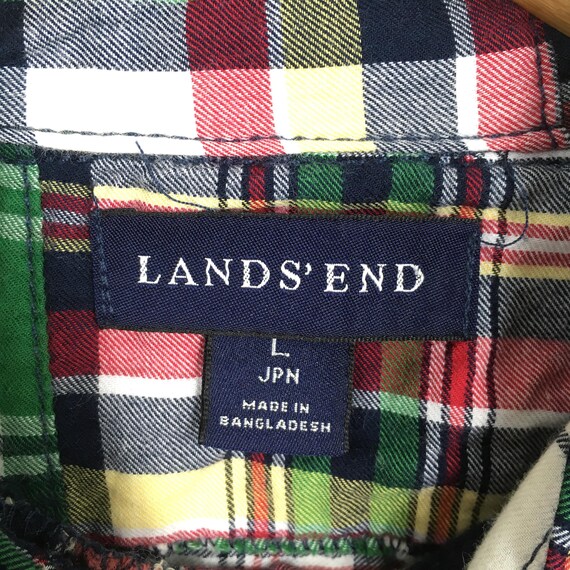 LANDS' END
L
JPN
MADE IN
BANGLADESH